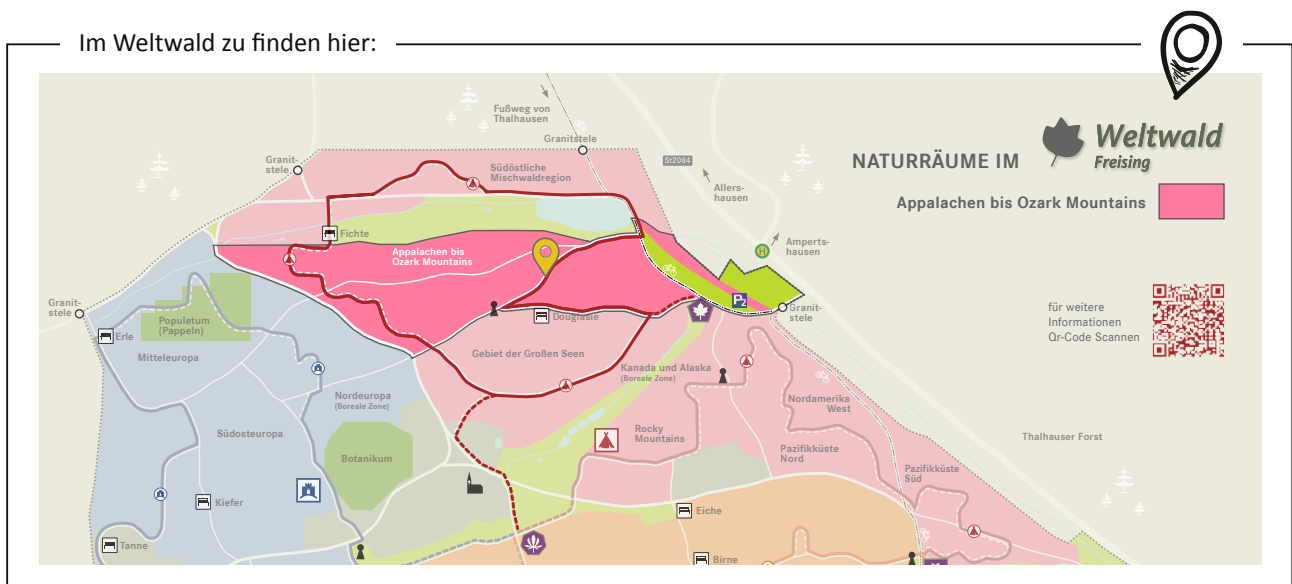 Im Weltwald zu finden hier:
Fußweg von
Thalhausen
Granitstele
Granit-
stele
Südöstliche
Mischwaldregion
St2084
Allers-
hausen
NATURRÄUME IM
Weltwald
Freising
Appalachen bis Ozark Mountains
Fichte
Appalachen bis
Ozark Mountains
H
Amperts-
hausen
P2
Granit-
stele
Granit-
stele
für weitere
Informationen
Qr-Code Scannen
Populetum
(Pappeln)
Erle
Mitteleuropa
Douglasie
Gebiet der Großen Seen
Kanada und Alaska
(Boreale Zone)
Nordeuropa
(Boreale Zone)
Nordamerika
West
Südosteuropa
Rocky
Mountains
Thalhauser Forst
Botanikum
Pazifikküste
Nord
Pazifikküste
Süd
Kiefer
Eiche
Tanne
Birne